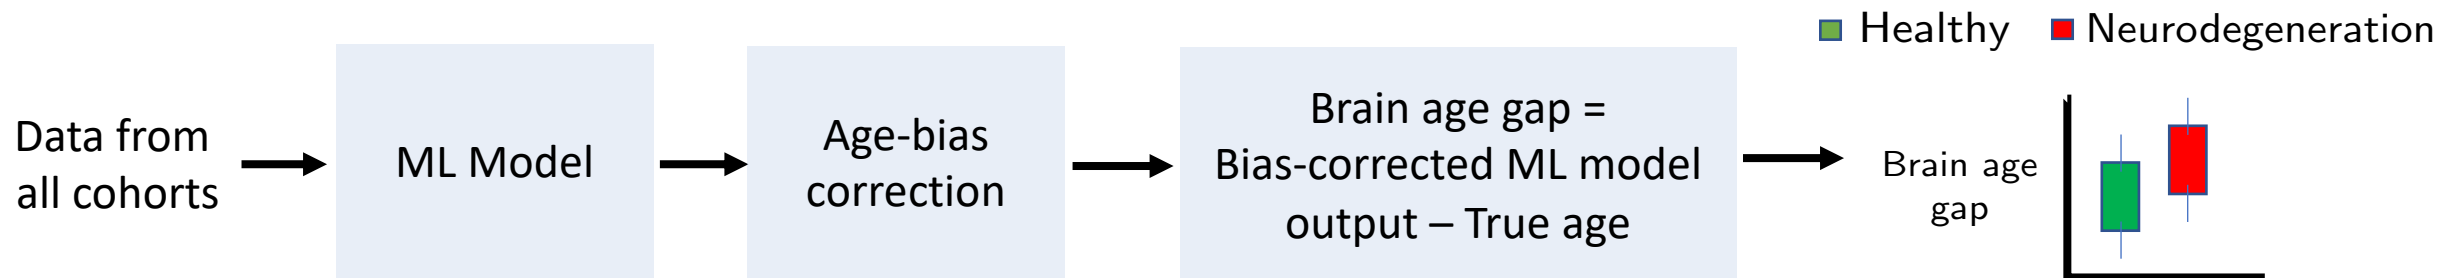 Data from
all cohorts
ML Model
Age-bias
correction
Brain age gap =
Bias-corrected ML model
output – True age
Healthy
Neurodegeneration
Brain age
gap